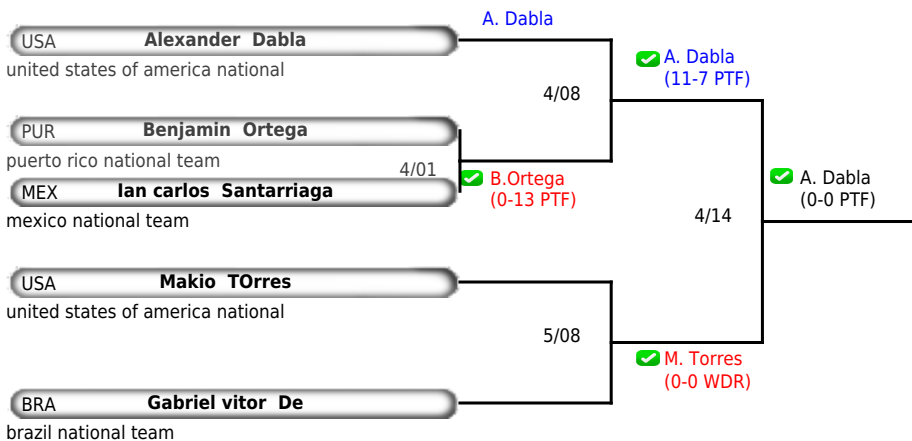 A. Dabla
USA Alexander Dabla
united states of america national
A. Dabla
(11-7 PTF)
4/08
PUR Benjamin Ortega
puerto rico national team
4/01
B.Ortega
(0-13 PTF)
MEX Ian carlos Santarriaga
mexico national team
A. Dabla
(0-0 PTF)
4/14
USA Makio TOrres
united states of america national
5/08
M. Torres
(0-0 WDR)
BRA Gabriel vitor De
brazil national team